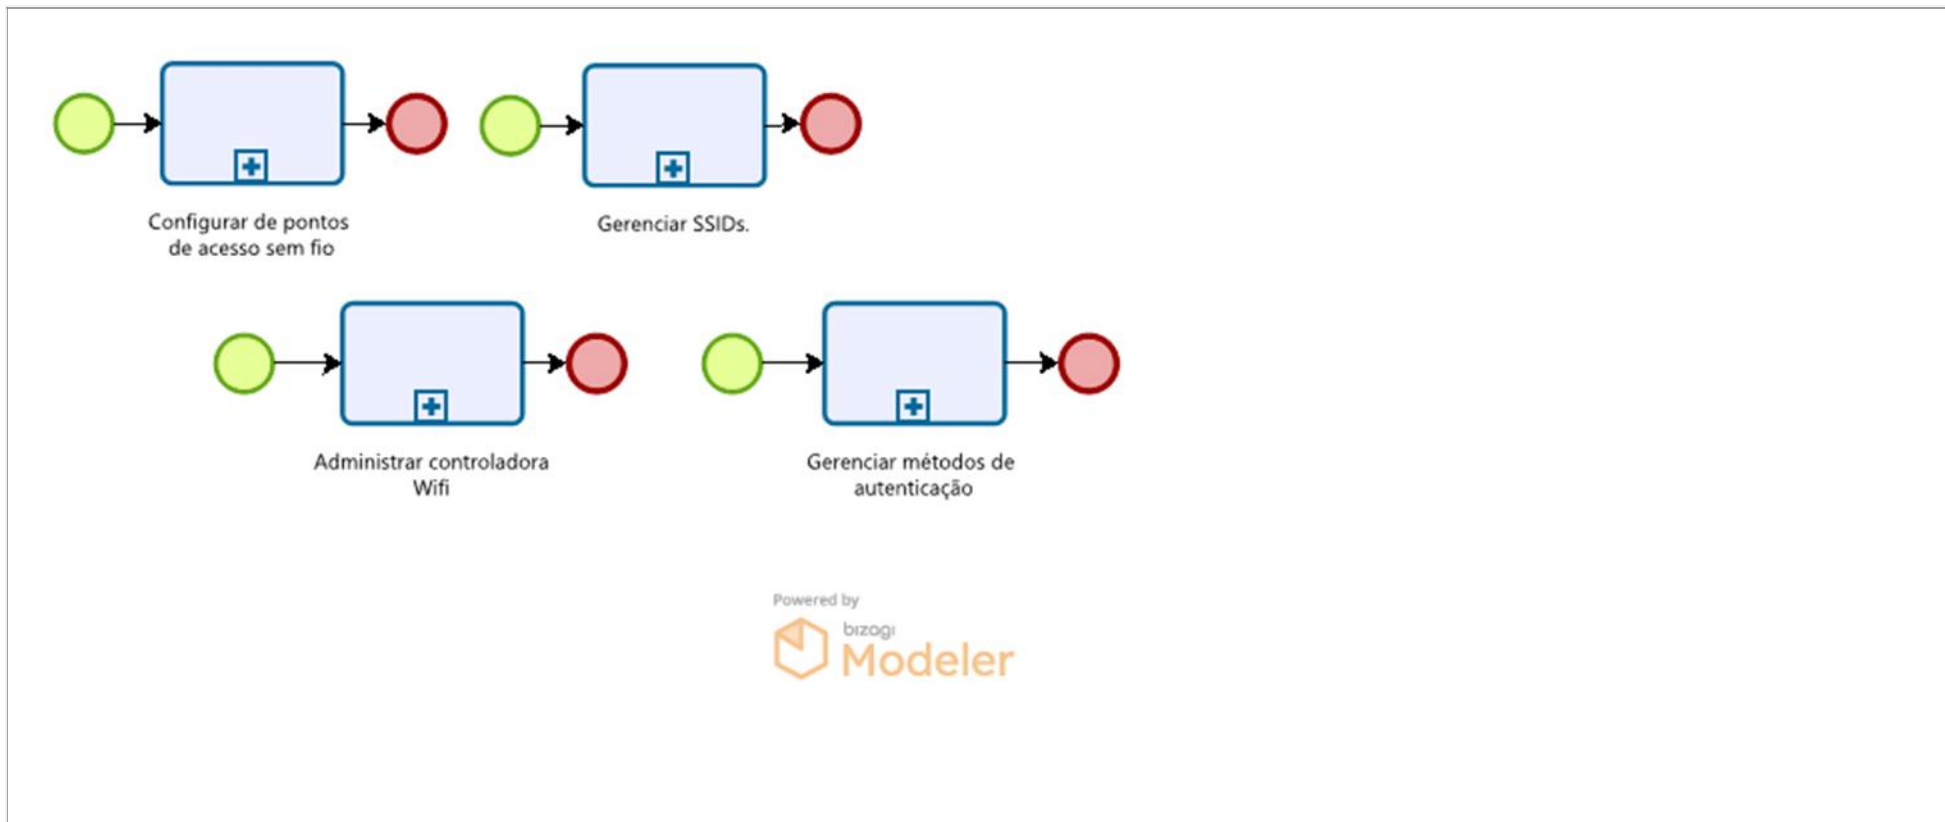 Configurar de pontos
de acesso sem fio
Gerenciar SSIDs.
Administrar controladora
Wifi
Gerenciar métodos de
autenticação
Powered by
bizagi
Modeler